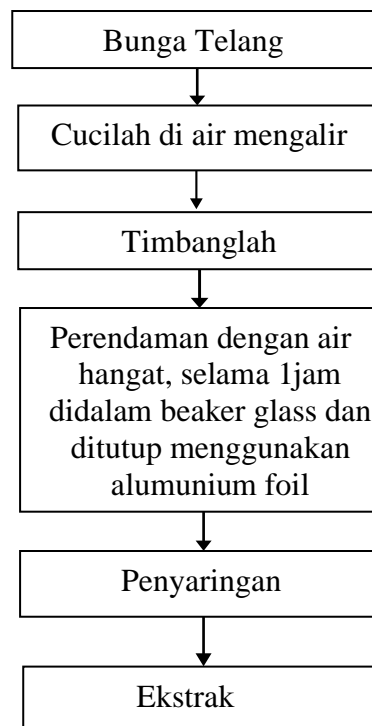 Bunga Telang
Cucilah di air mengalir
Timbanglah
Perendaman dengan air
hangat, selama 1jam
didalam beaker glass dan
ditutup menggunakan
alumunium foil
Penyaringan
Ekstrak